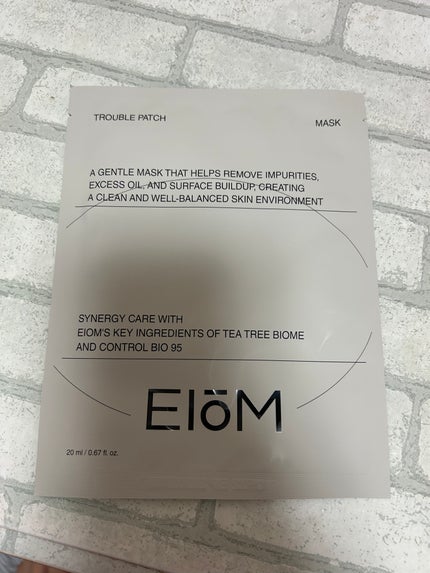 TROUBLE PATCH
MASK
A GENTLE MASK THAT HELPS REMOVE IMPURITIES,
EXCESS OIL, AND SURFACE BUILDUP, CREATING
A CLEAN AND WELL-BALANCED SKIN ENVIRONMENT
SYNERGY CARE WITH
EIOM'S KEY INGREDIENTS OF TEA TREE BIOME
AND CONTROL BIO 95
EIōM
20 ml / 0.67 fl. oz.